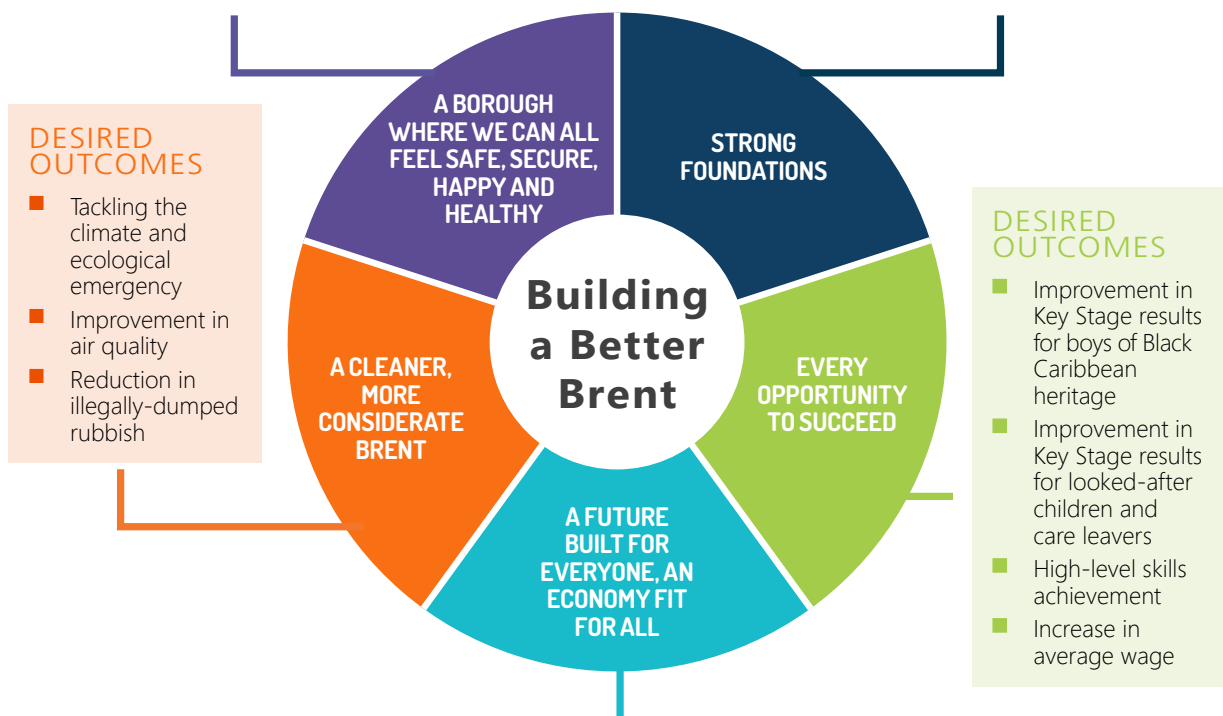 A BOROUGH
WHERE WE CAN ALL
FEEL SAFE, SECURE,
HAPPY AND
HEALTHY
STRONG
FOUNDATIONS
DESIRED
OUTCOMES
■ Tackling the
climate and
ecological
emergency
■ Improvement in
air quality
■ Reduction in
illegally-dumped
rubbish
Building
a Better
Brent
A CLEANER,
MORE
CONSIDERATE
BRENT
EVERY
OPPORTUNITY
TO SUCCEED
A FUTURE
BUILT FOR
EVERYONE, AN
ECONOMY FIT
FOR ALL
DESIRED
OUTCOMES
■ Improvement in
Key Stage results
for boys of Black
Caribbean
heritage
■ Improvement in
Key Stage results
for looked-after
children and
care leavers
■ High-level skills
achievement
■ Increase in
average wage